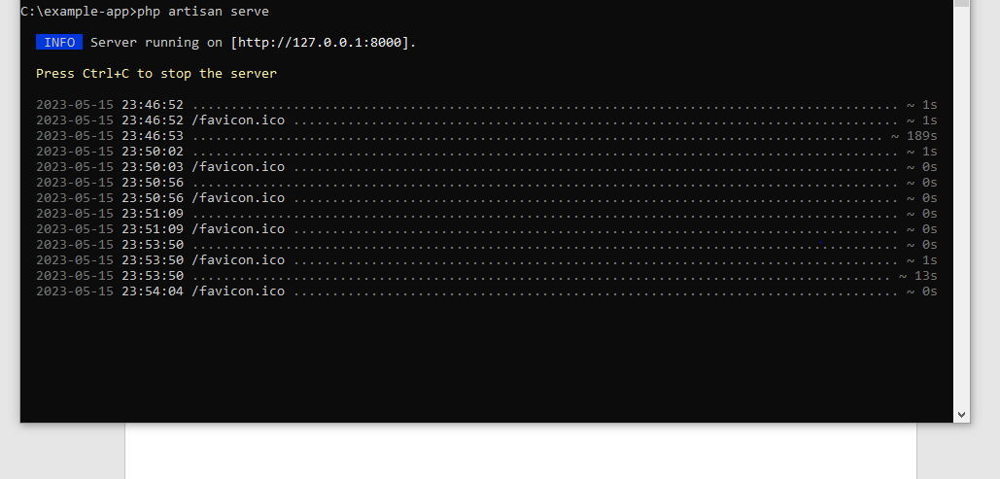 C:\example-app>php artisan serve
INFO Server running on [http://127.0.0.1:8000].
Press Ctrl+C to stop the server
2023-05-15 23:46:52 ........................................................................................... ~ 1s
2023-05-15 23:46:52 /favicon.ico .............................................................................. ~ 1s
2023-05-15 23:46:53 ......................................................................................... ~ 189s
2023-05-15 23:50:02 ........................................................................................... ~ 1s
2023-05-15 23:50:03 /favicon.ico .............................................................................. ~ 0s
2023-05-15 23:50:56 ........................................................................................... ~ 0s
2023-05-15 23:50:56 /favicon.ico .............................................................................. ~ 0s
2023-05-15 23:51:09 ........................................................................................... ~ 0s
2023-05-15 23:51:09 /favicon.ico .............................................................................. ~ 0s
2023-05-15 23:53:50 ........................................................................................... ~ 0s
2023-05-15 23:53:50 /favicon.ico .............................................................................. ~ 1s
2023-05-15 23:53:50 .......................................................................................... ~ 13s
2023-05-15 23:54:04 /favicon.ico .............................................................................. ~ 0s